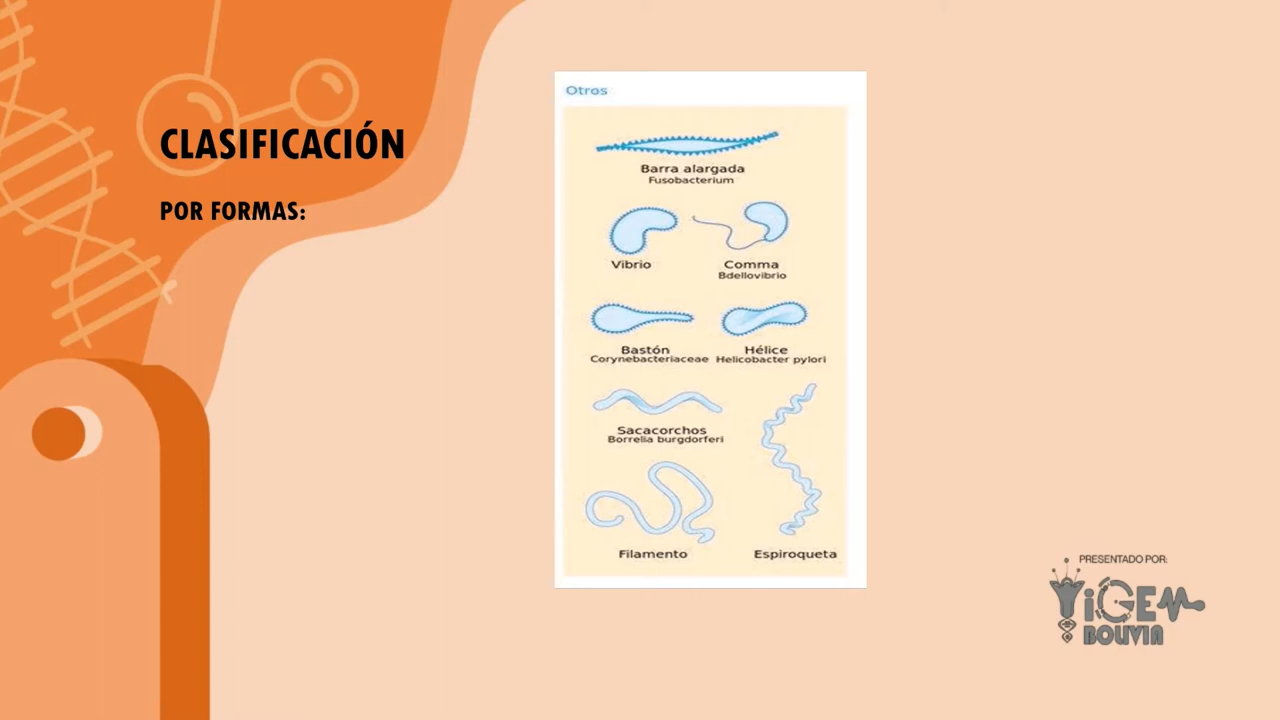 CLASIFICACIÓN
POR FORMAS:
Otros
Barra alargada
Fusobacterium
Vibrio
Comma
Bdellovibrio
Bastón
Corynebacteriaceae
Hélice
Helicobacter pylori
Sacacorchos
Borrelia burgdorferi
Filamento
Espiroqueta
PRESENTADO POR:
iGEM
BOLIVIA